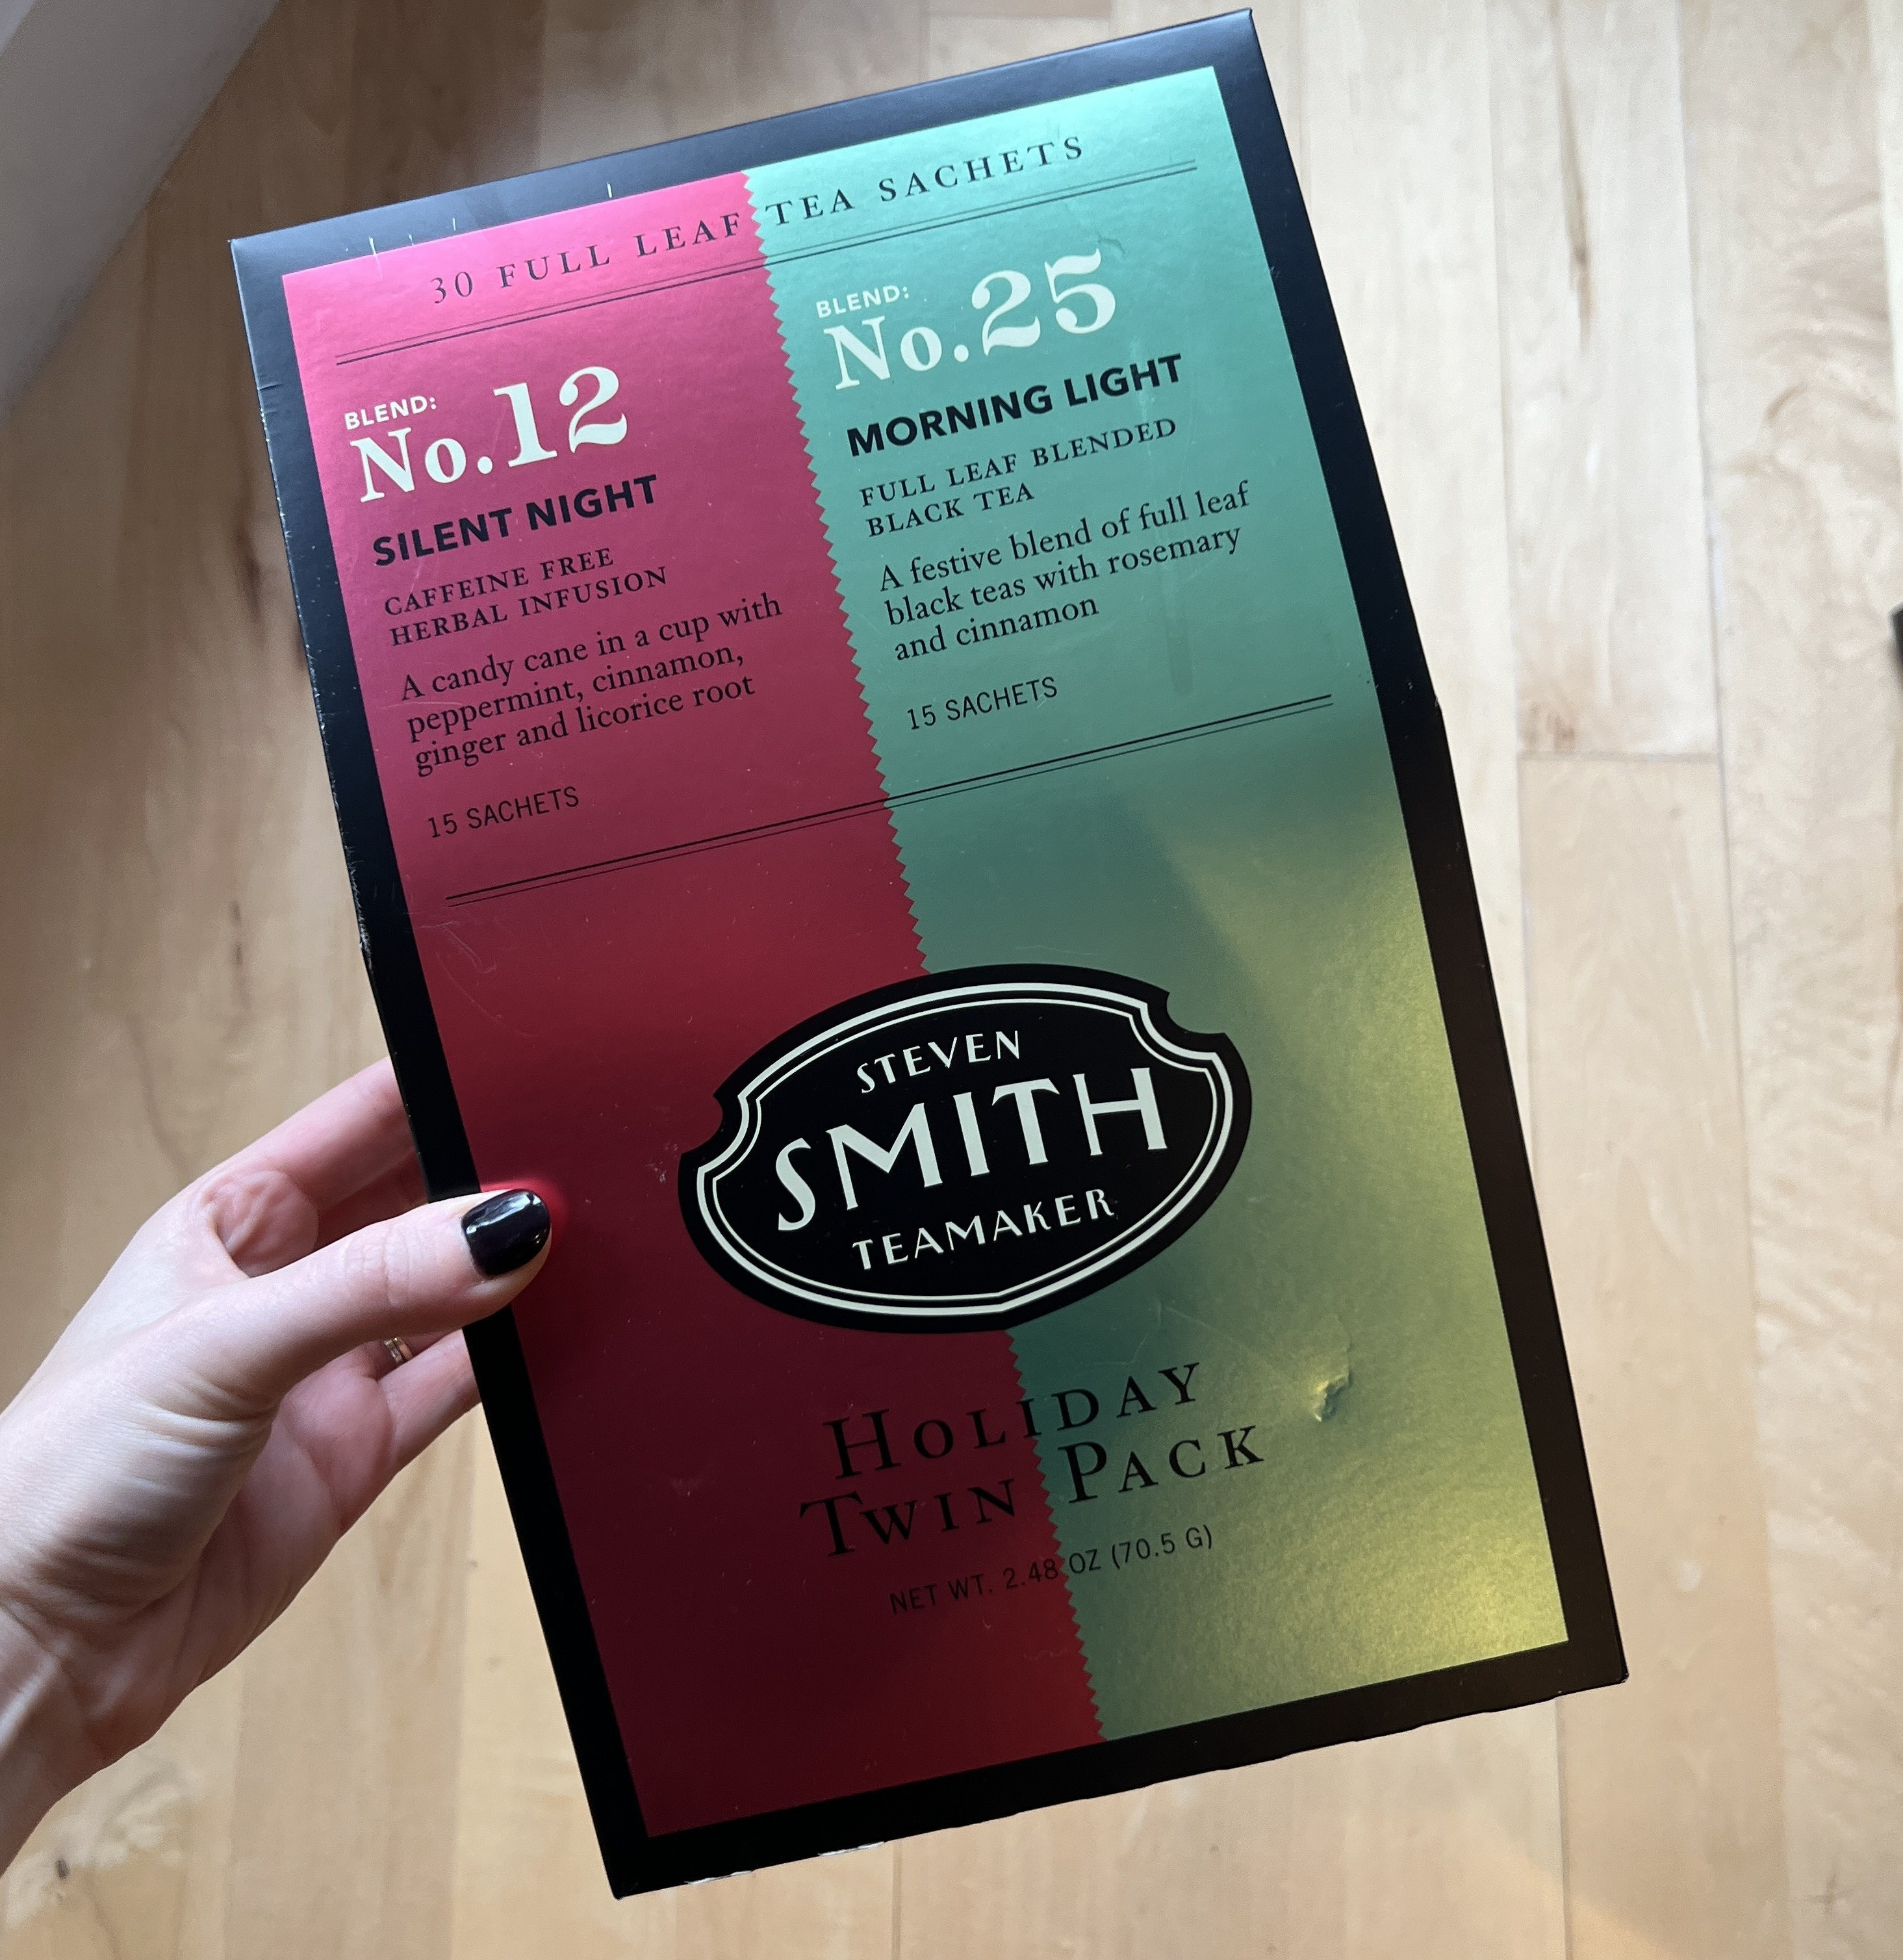 30 FULL LEAF TEA SACHETS
BLEND:
No.12
SILENT NIGHT
CAFFEINE FREE
HERBAL INFUSION
A candy cane in a cup with
peppermint, cinnamon,
ginger and licorice root
15 SACHETS
BLEND:
No.25
MORNING LIGHT
FULL LEAF BLENDED
BLACK TEA
A festive blend of full leaf
black teas with rosemary
and cinnamon
15 SACHETS
STEVEN
SMITH
TEAMAKER
HOLIDAY
TWIN PACK
NET WT. 2.48 OZ (70.5 G)